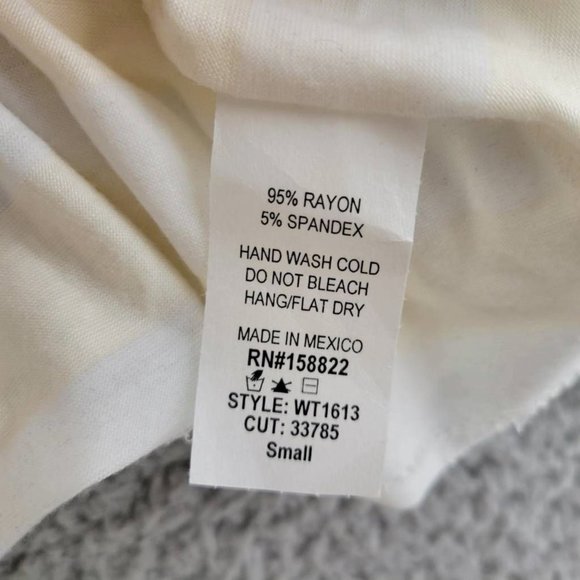 95% RAYON
5% SPANDEX
HAND WASH COLD
DO NOT BLEACH
HANG/FLAT DRY
MADE IN MEXICO
RN#158822
STYLE: WT1613
CUT: 33785
Small